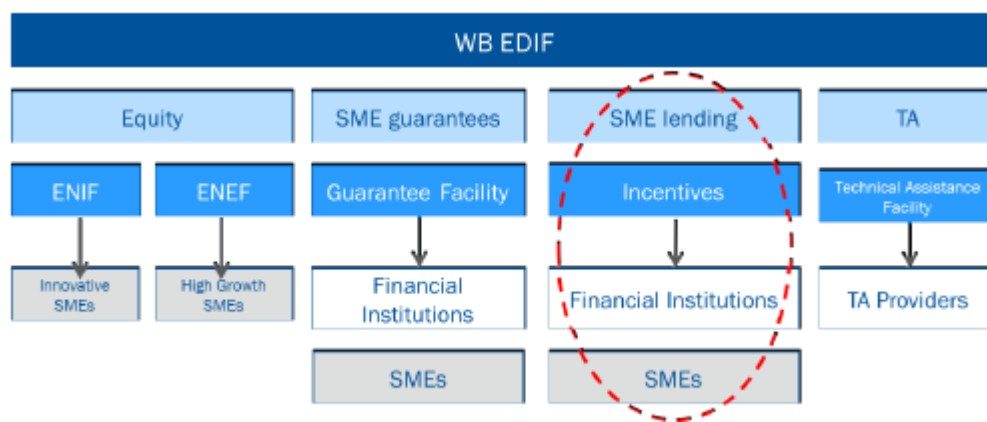 WB EDIF
Equity
SME guarantees
SME lending
TA
ENIF
ENEF
Guarantee Facility
Incentives
Technical Assistance
Facility
Innovative
SMEs
High Growth
SMEs
Financial
Institutions
Financial Institutions
TA Providers
SMEs
SMEs